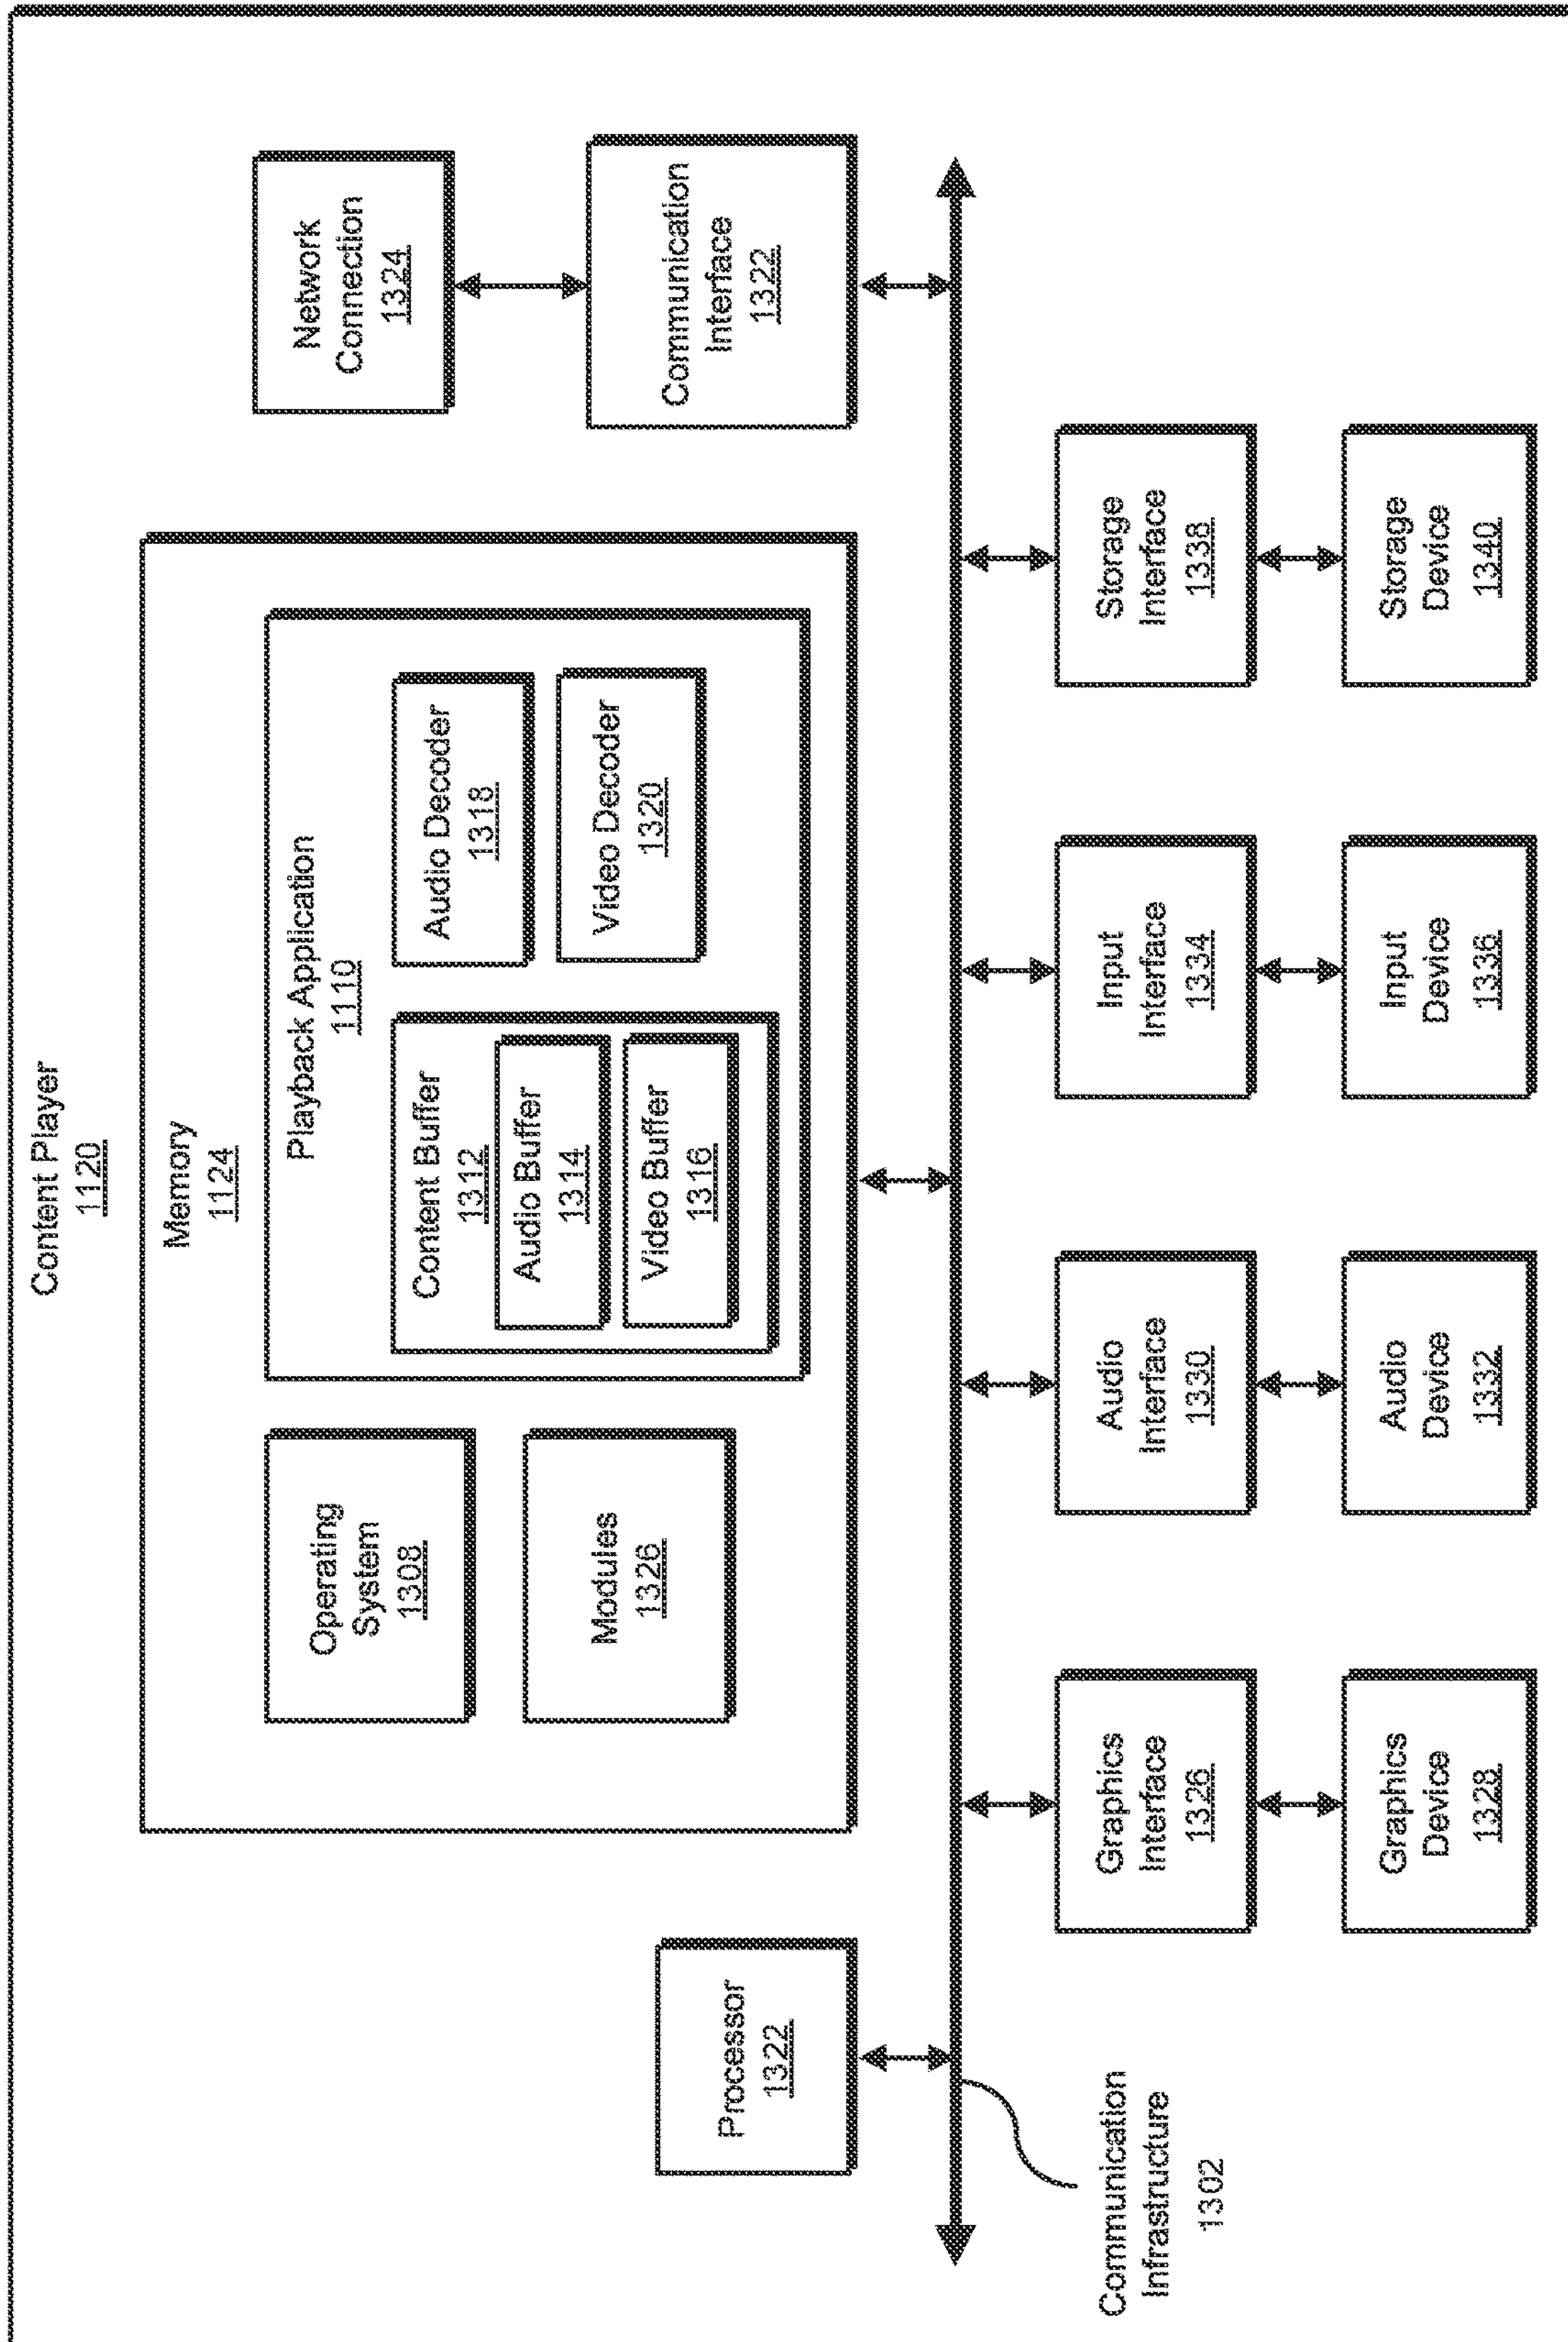 Content Player
1120
Memory
1124
Operating
System
1308
Modules
1326
Playback Application
1110
Content Buffer
1312
Audio Buffer
1314
Video Buffer
1316
Audio Decoder
1318
Video Decoder
1320
Network
Connection
1324
Communication
Interface
1322
Processor
1322
Communication
Infrastructure
1302
Graphics
Interface
1326
Graphics
Device
1328
Audio
Interface
1330
Audio
Device
1332
Input
Interface
1334
Input
Device
1336
Storage
Interface
1338
Storage
Device
1340